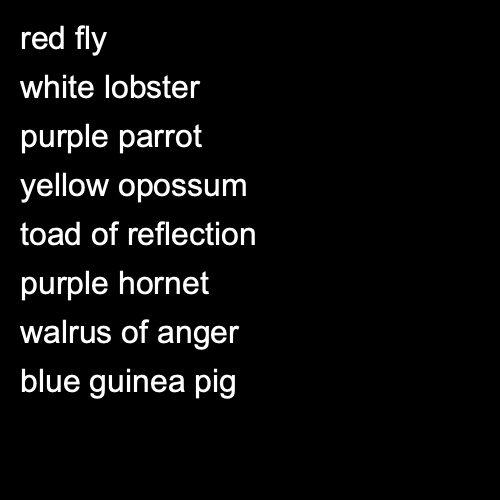 red fly
white lobster
purple parrot
yellow opossum
toad of reflection
purple hornet
walrus of anger
blue guinea pig